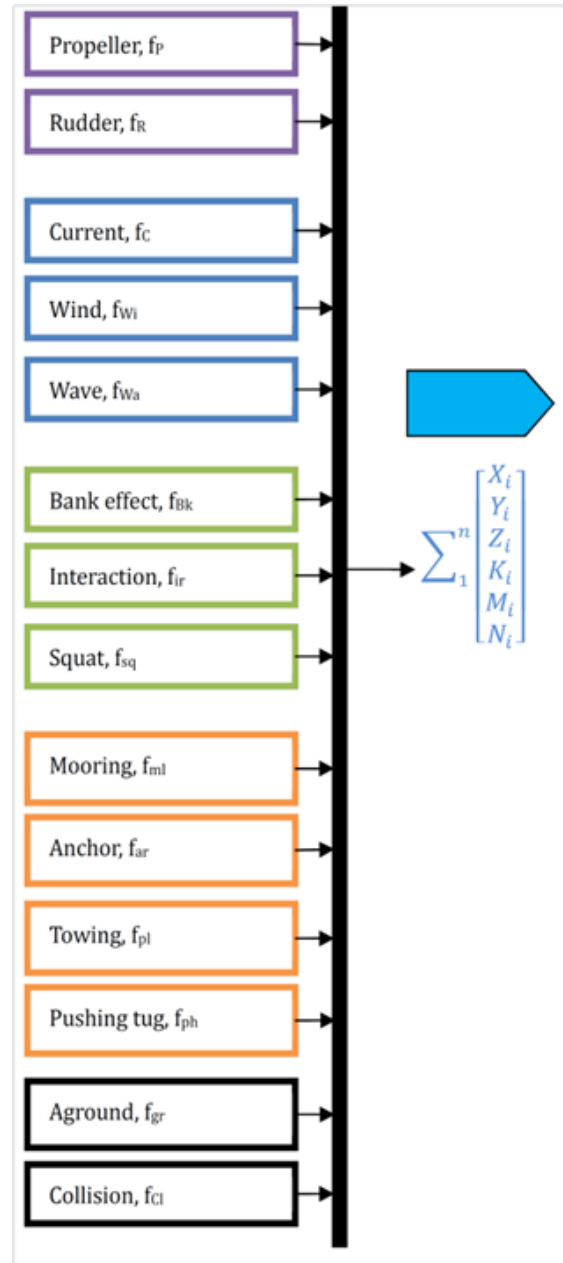 Propeller, fP
Rudder, fR
Current, fC
Wind, fWi
Wave, fWa
Bank effect, fBk
Interaction, fir
Squat, fsq
Mooring, fml
Anchor, far
Towing, fpl
Pushing tug, fph
Aground, fgr
Collision, fCl
∑₁ⁿ
Xi
Yi
Zi
Ki
Mi
Ni